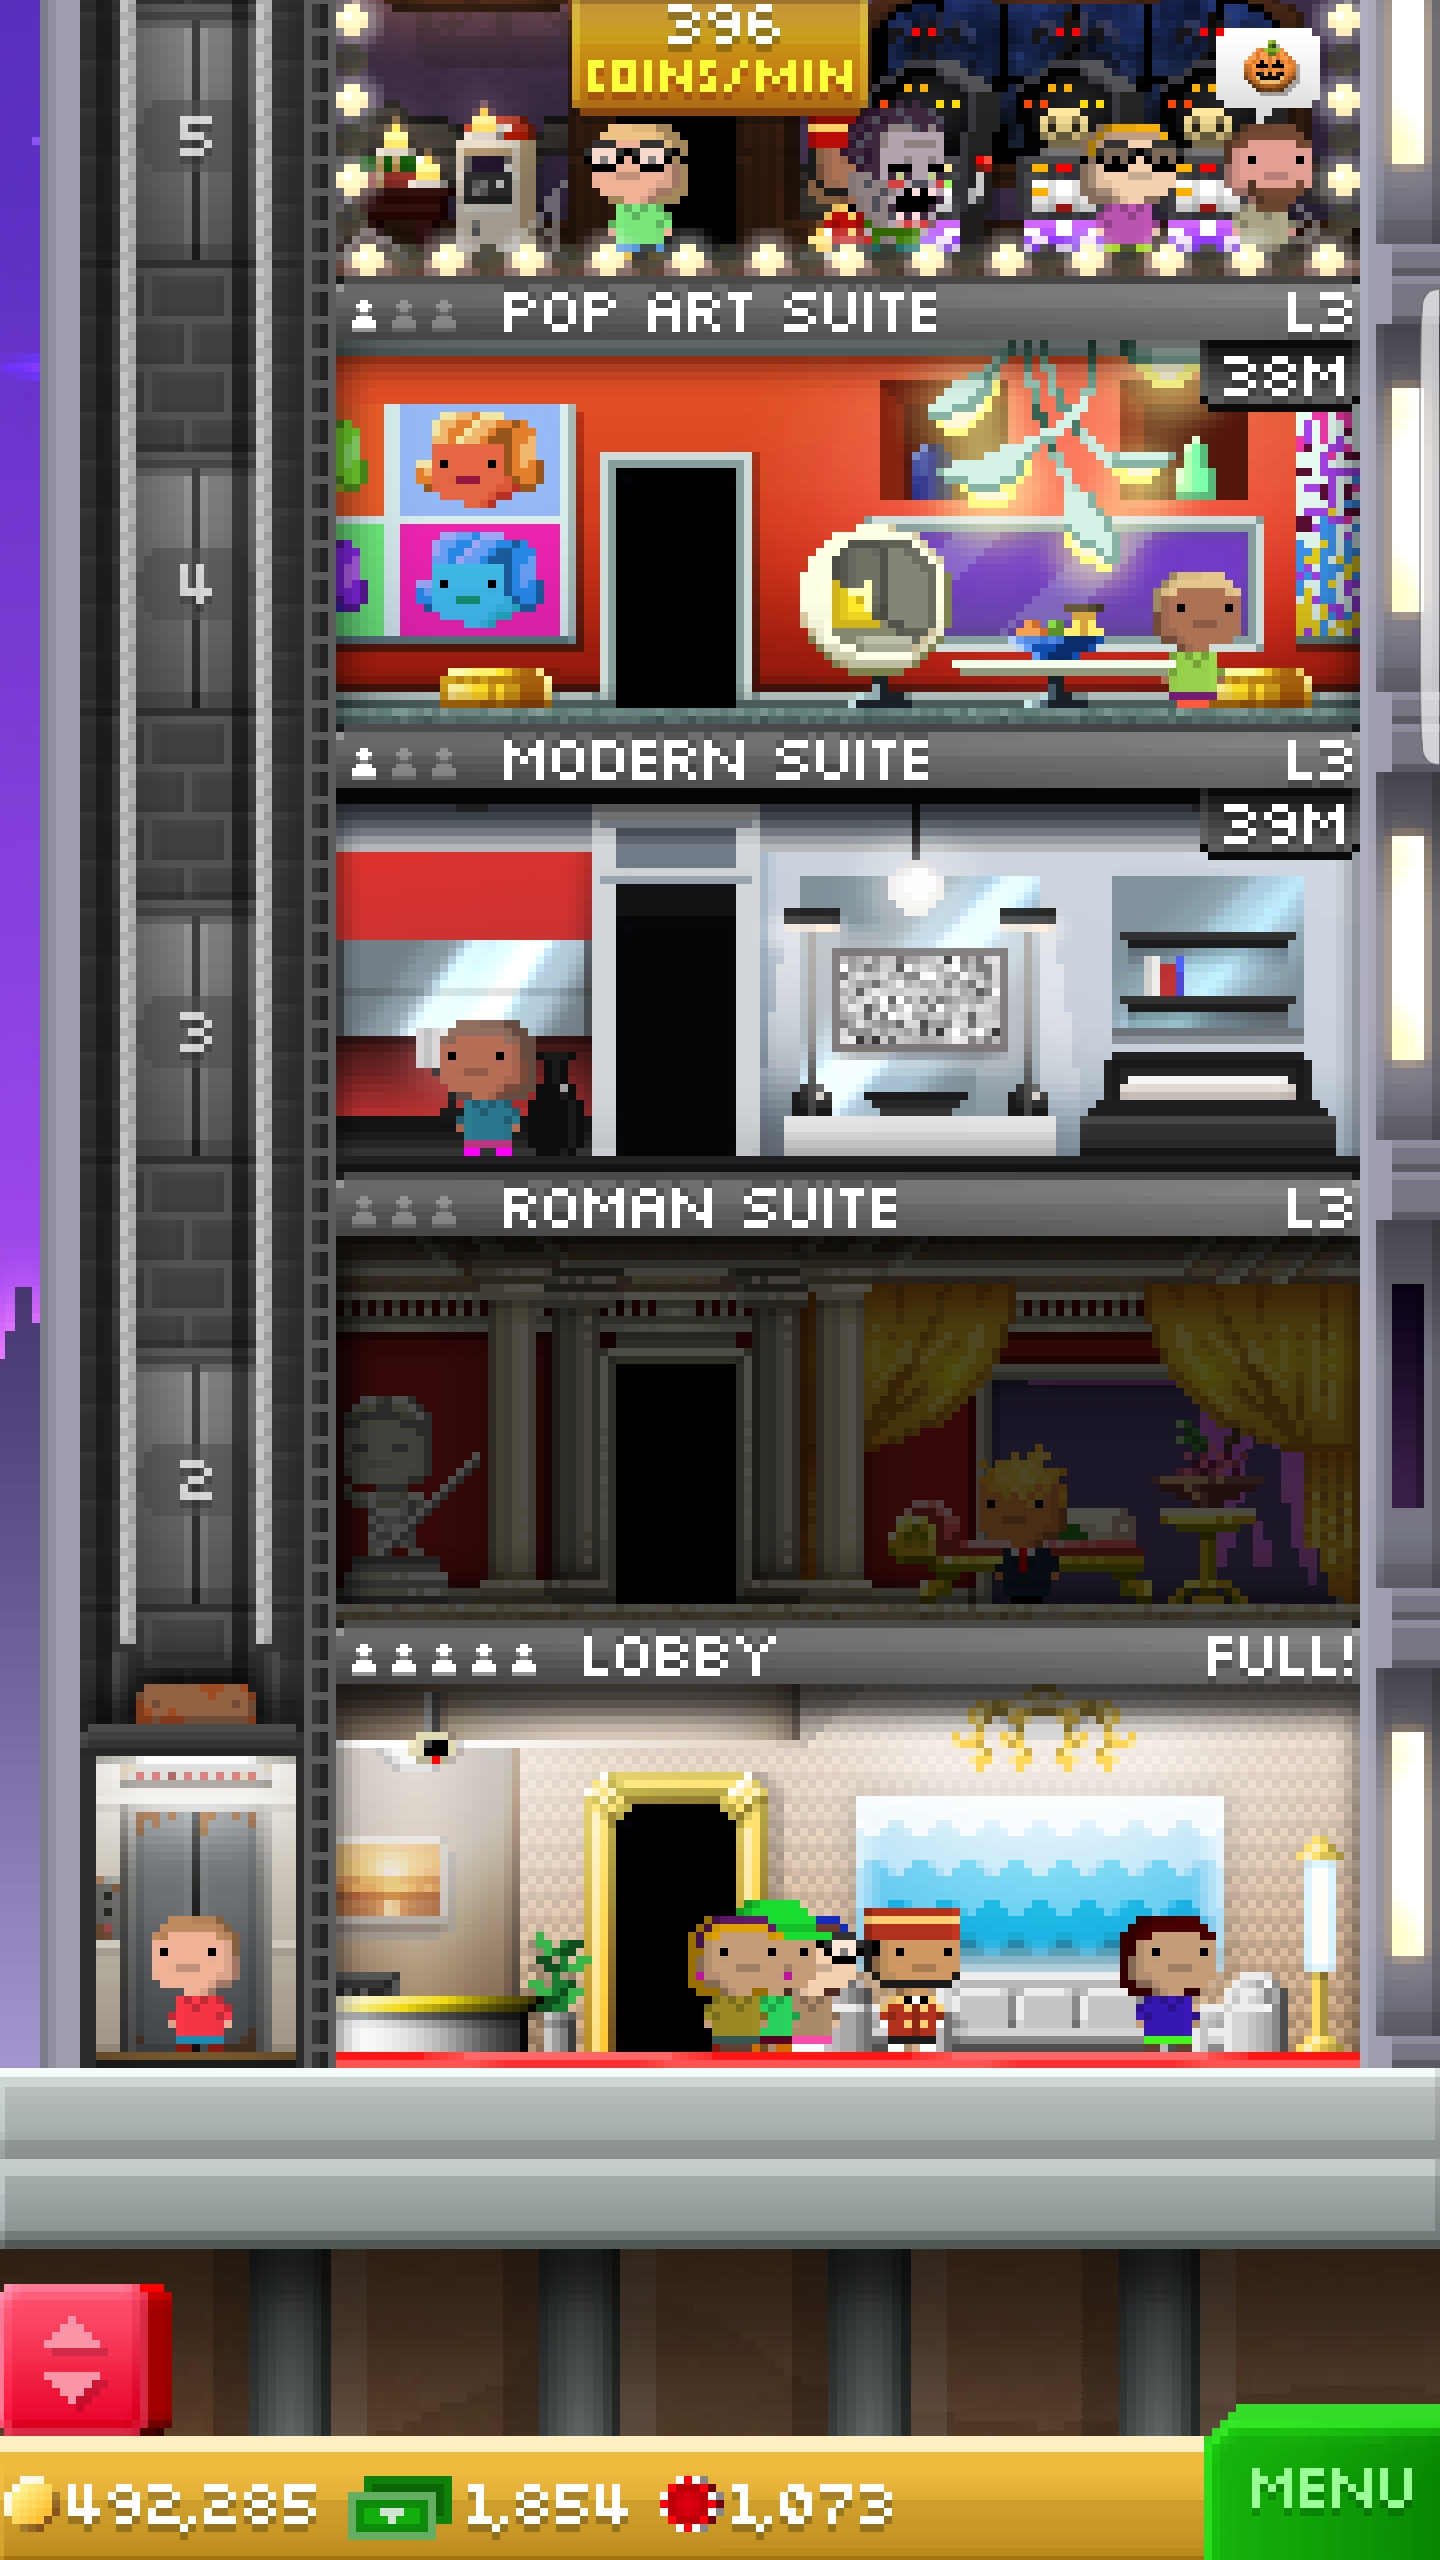 396
COINS/MIN
5
POP ART SUITE L3
38M
4
MODERN SUITE L3
39M
3
ROMAN SUITE L3
2
LOBBY FULL!
492,285 1,854 1,073
MENU